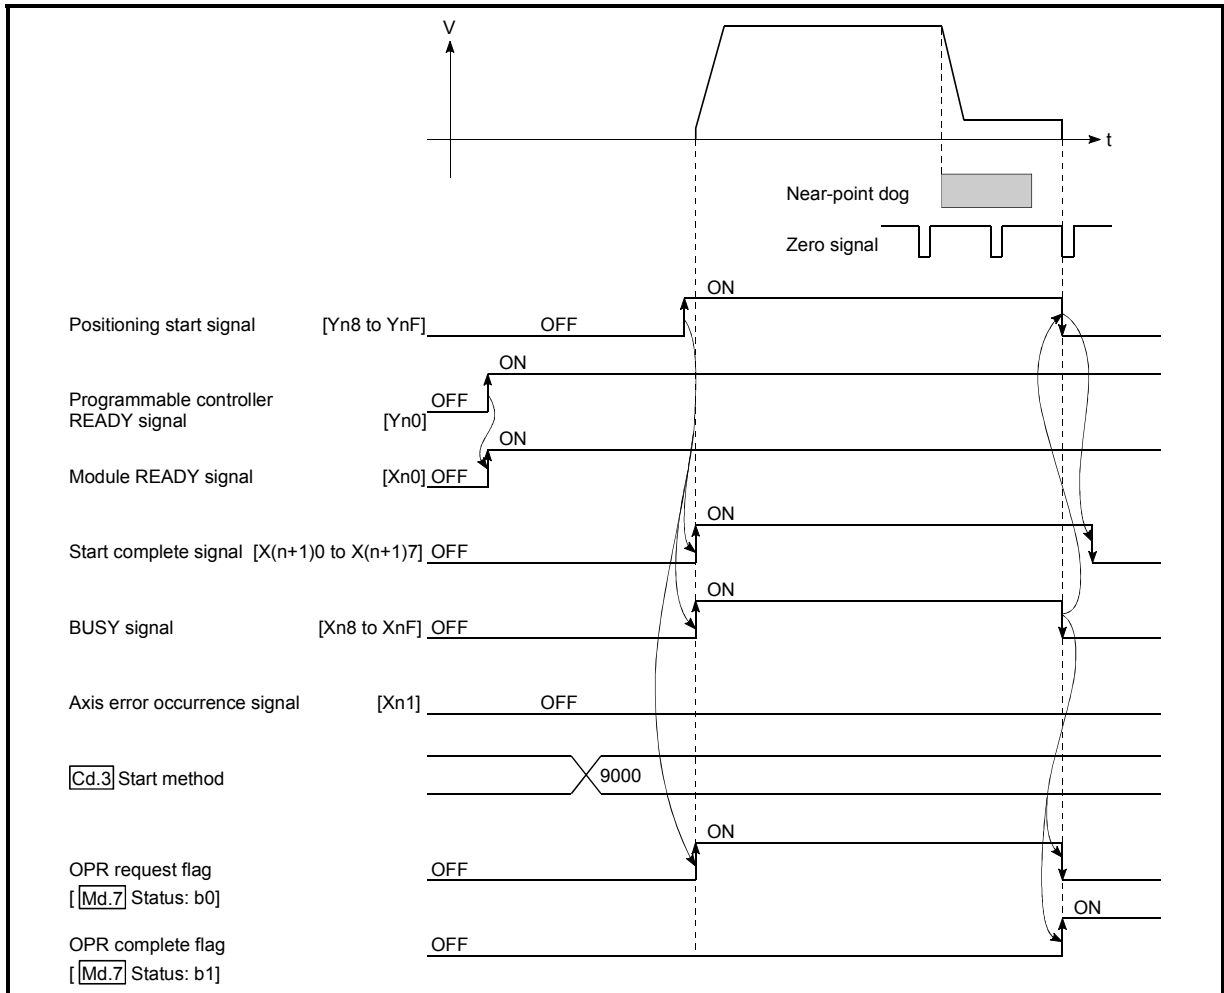 V
t
Near-point dog
Zero signal
ON
Positioning start signal [Yn8 to YnF] OFF
ON
Programmable controller
READY signal [Yn0] OFF
ON
Module READY signal [Xn0] OFF
ON
Start complete signal [X(n+1)0 to X(n+1)7] OFF
ON
BUSY signal [Xn8 to XnF] OFF
Axis error occurrence signal [Xn1] OFF
Cd.3 Start method 9000
ON
OPR request flag OFF
[ Md.7 Status: b0]
ON
OPR complete flag OFF
[ Md.7 Status: b1]